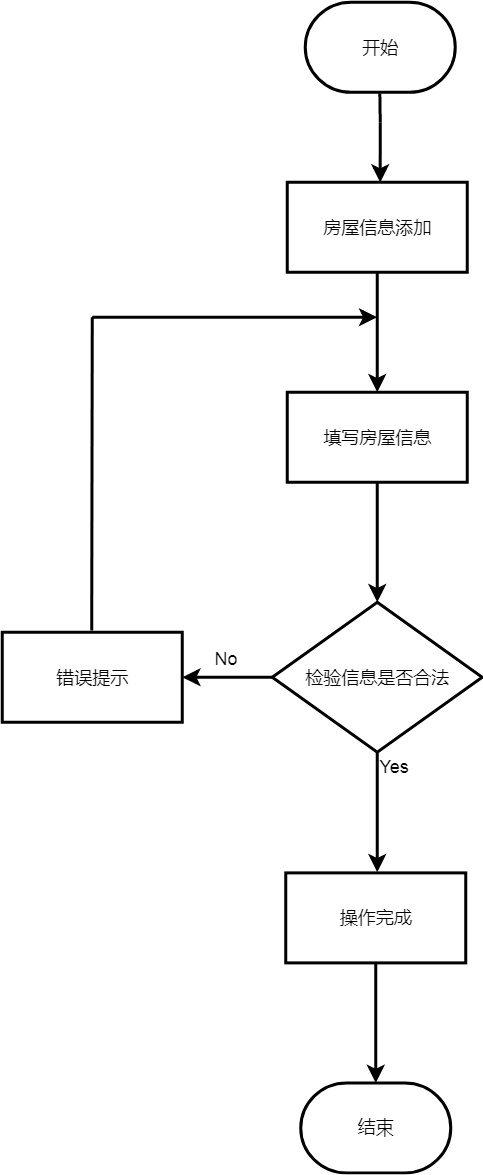 开始
房屋信息添加
填写房屋信息
检验信息是否合法
No
错误提示
Yes
操作完成
结束